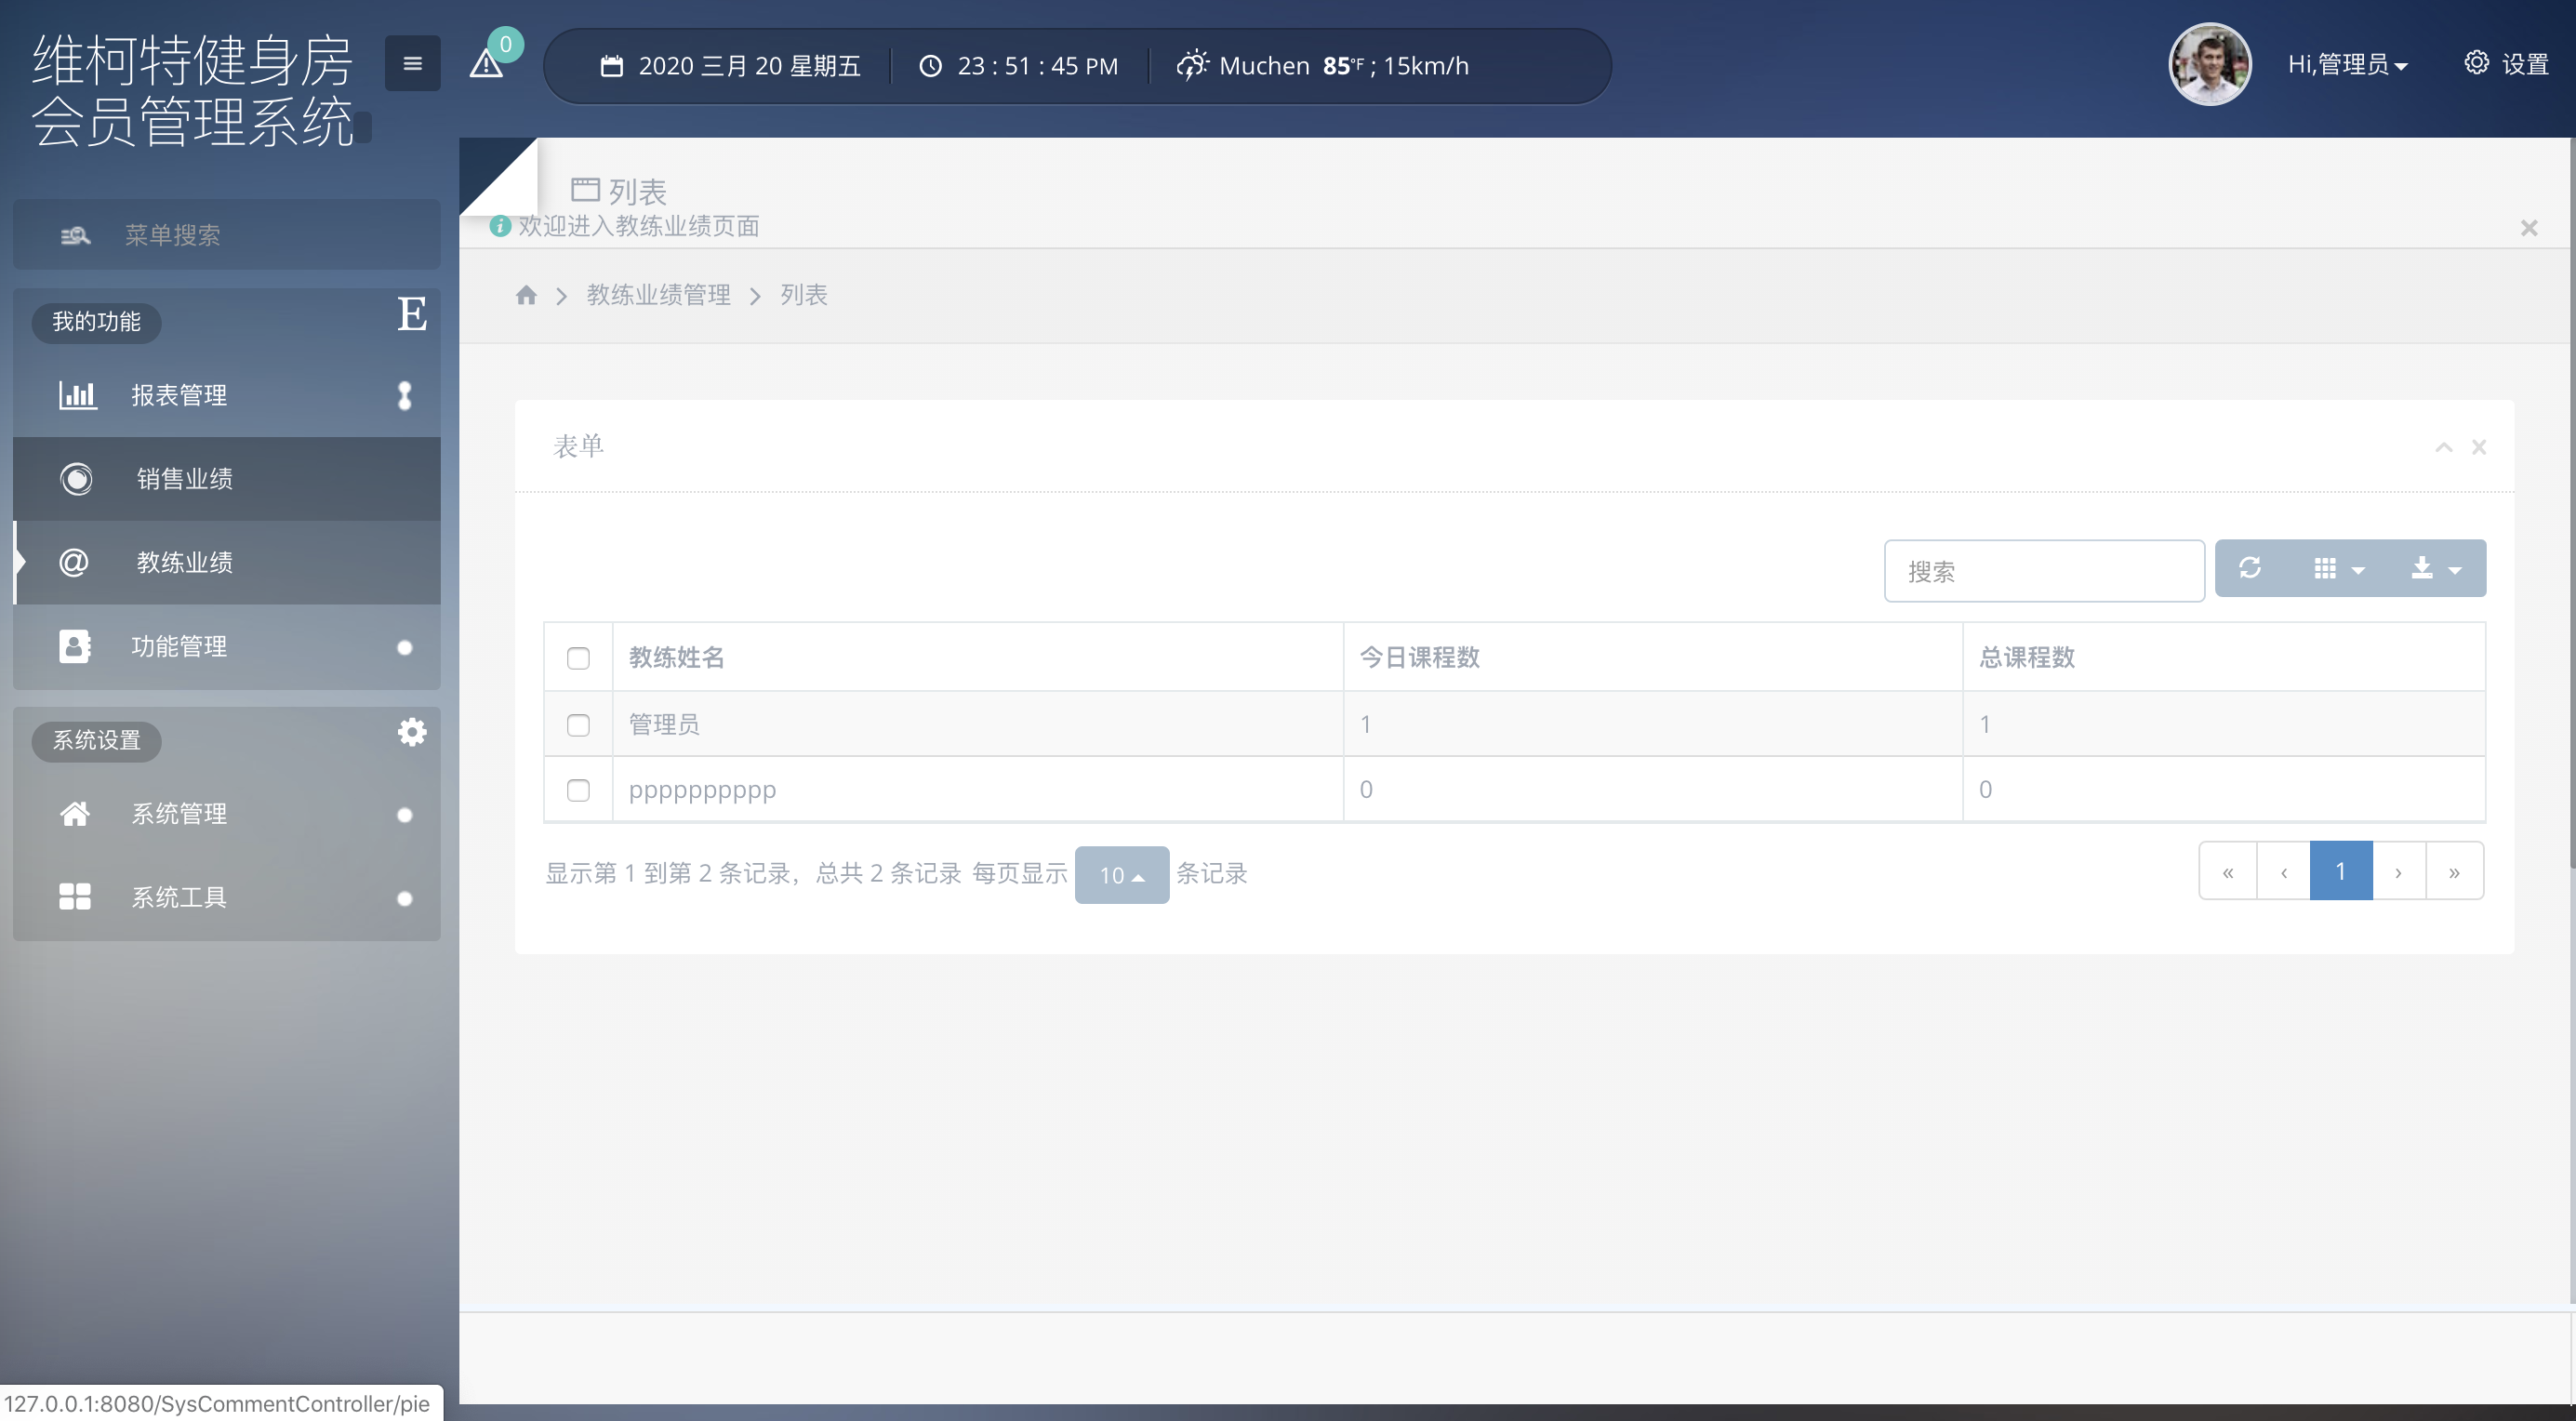 维柯特健身房
会员管理系统
0
2020 三月 20 星期五
23 : 51 : 45 PM
Muchen 85°F ; 15km/h
Hi,管理员
设置
菜单搜索
我的功能
E
报表管理
销售业绩
@ 教练业绩
功能管理
系统设置
系统管理
系统工具
列表
欢迎进入教练业绩页面
×
教练业绩管理 > 列表
表单
搜索
教练姓名 今日课程数 总课程数
管理员 1 1
pppppppppp 0 0
显示第 1 到第 2 条记录，总共 2 条记录 每页显示 10 条记录
« ‹ 1 › »
127.0.0.1:8080/SysCommentController/pie